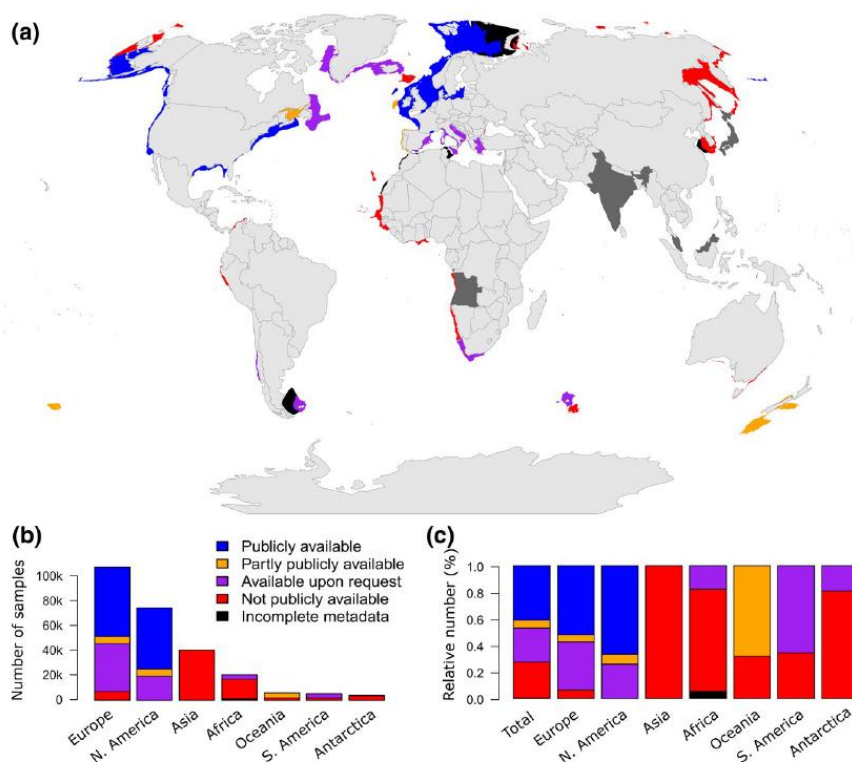 (a)
(b)
Number of samples
100k
80k
60k
40k
20k
0
Europe
N. America
Asia
Africa
Oceania
S. America
Antarctica
Publicly available
Partly publicly available
Available upon request
Not publicly available
Incomplete metadata
(c)
Relative number (%)
1.0
0.8
0.6
0.4
0.2
0.0
Total
Europe
N. America
Asia
Africa
Oceania
S. America
Antarctica